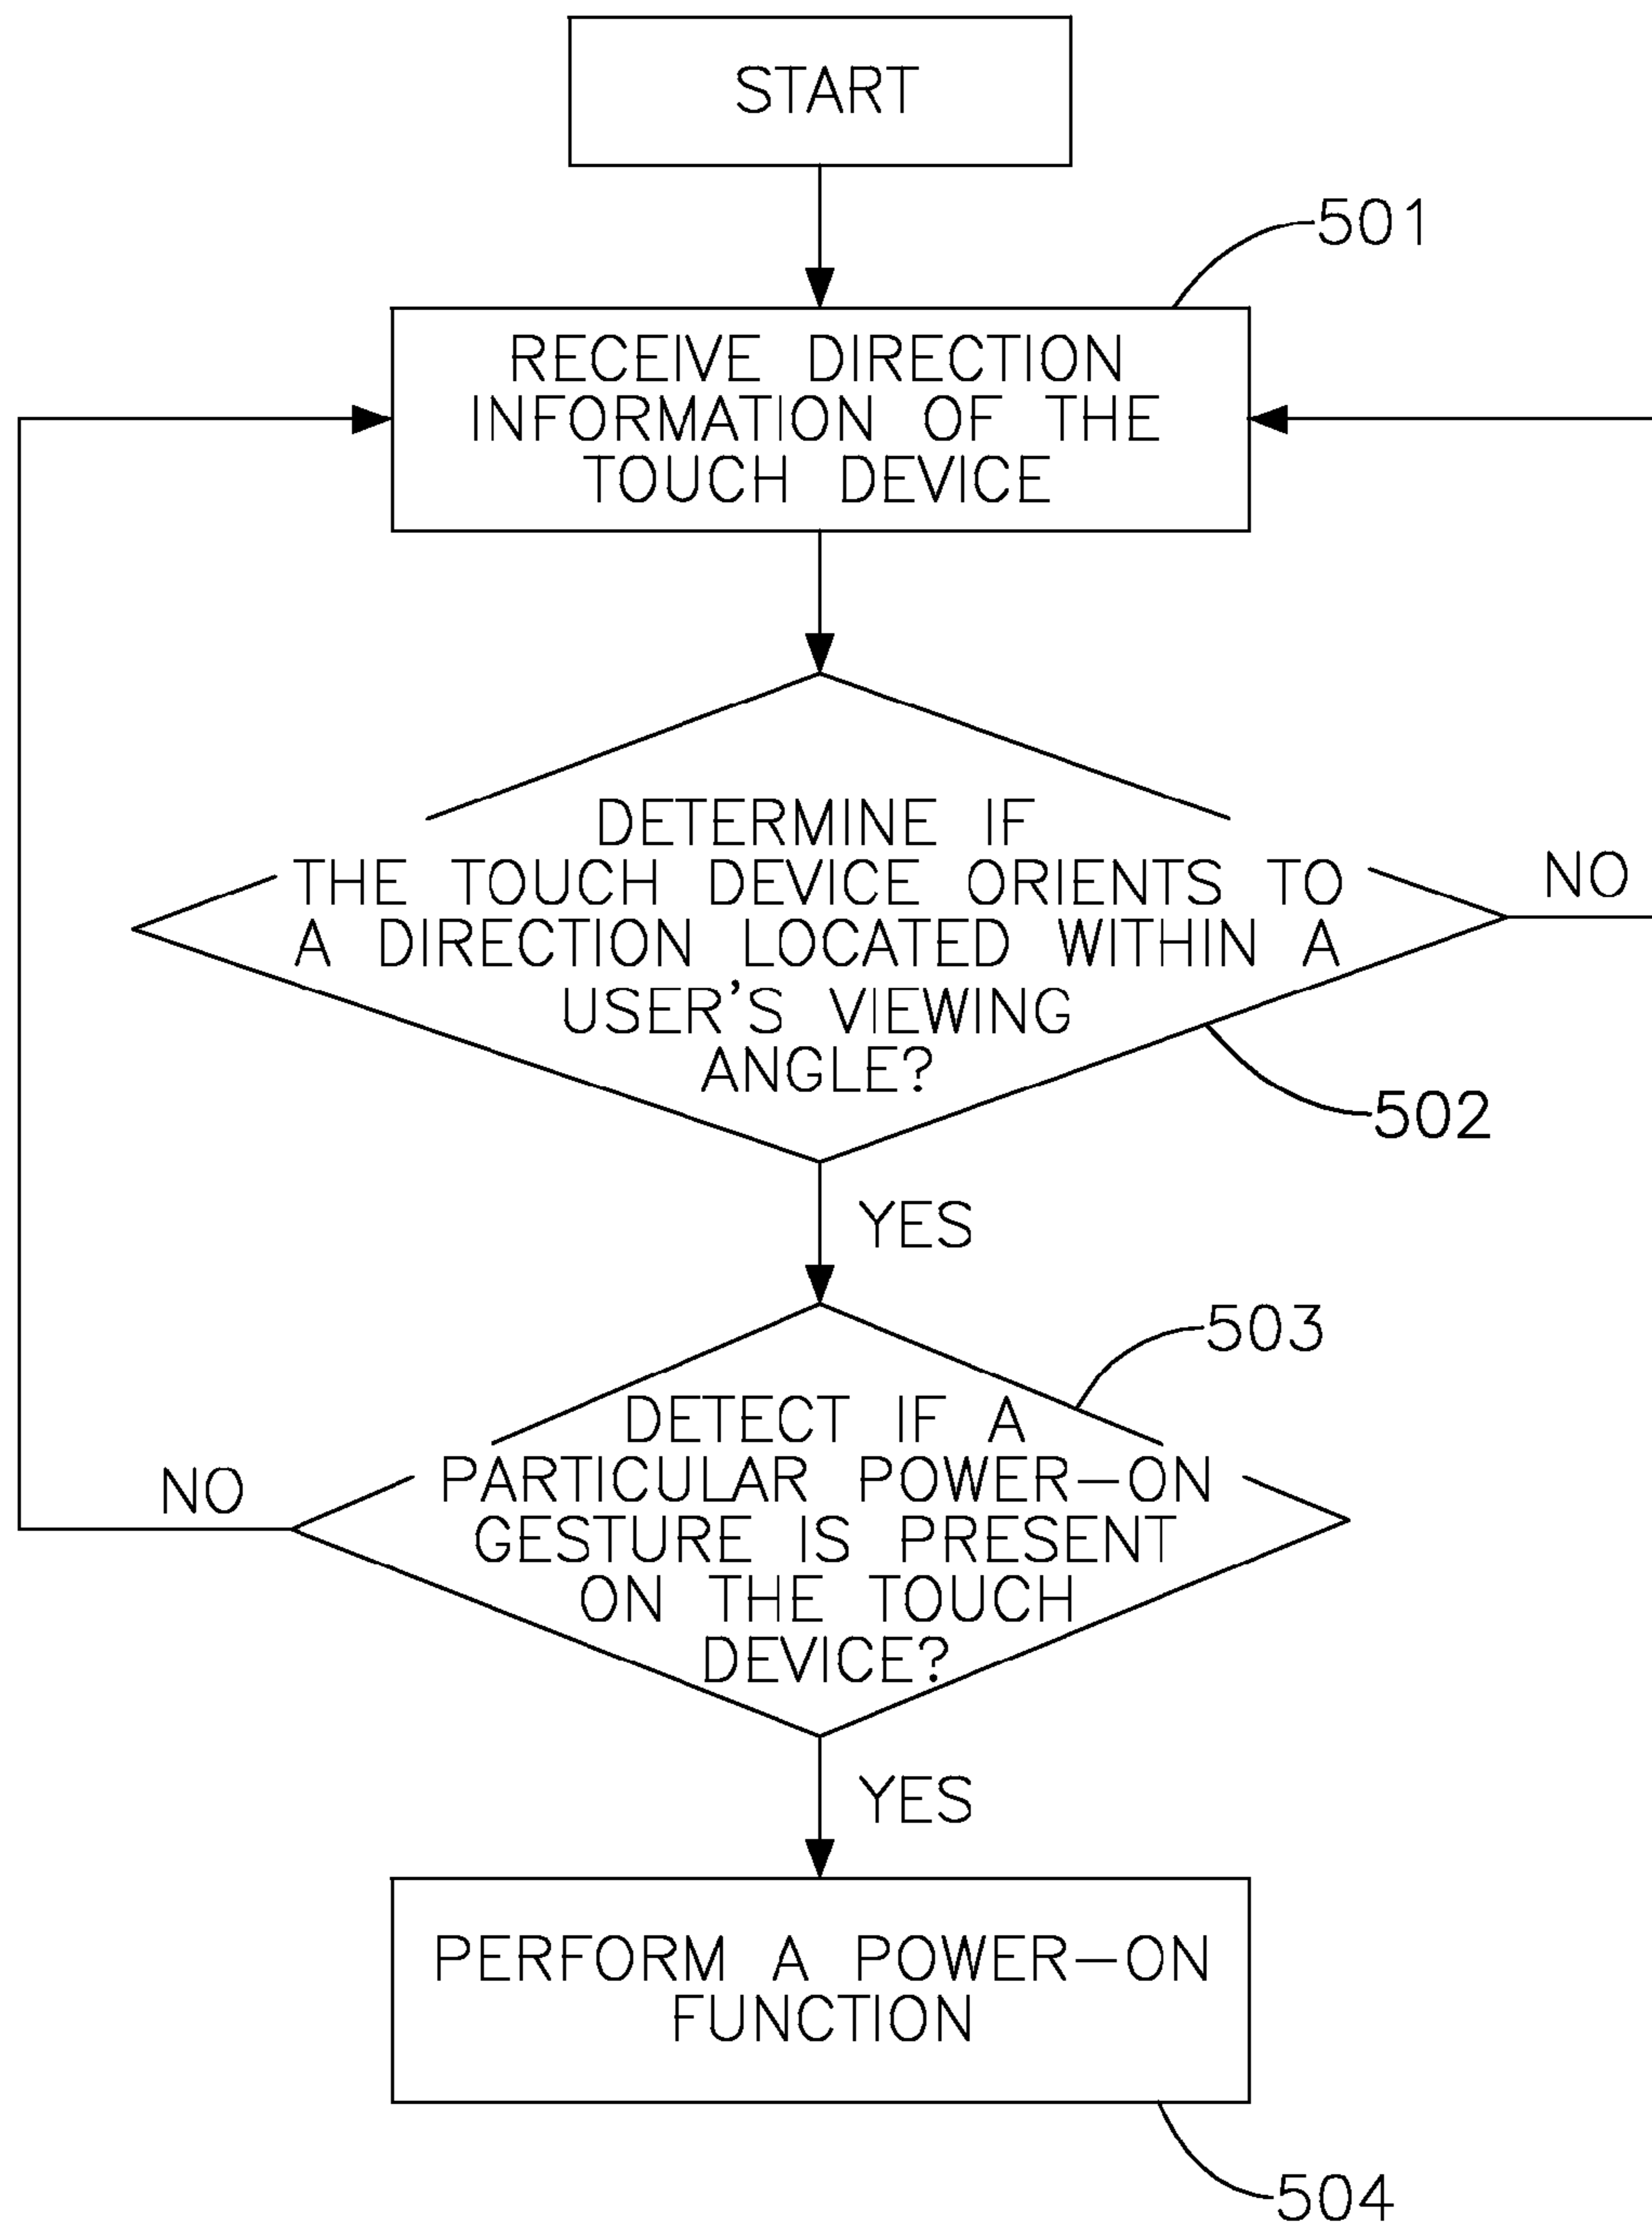 START
501
RECEIVE DIRECTION
INFORMATION OF THE
TOUCH DEVICE
DETERMINE IF
THE TOUCH DEVICE ORIENTS TO
A DIRECTION LOCATED WITHIN A
USER'S VIEWING
ANGLE?
NO
502
YES
503
DETECT IF A
PARTICULAR POWER-ON
GESTURE IS PRESENT
ON THE TOUCH
DEVICE?
NO
YES
PERFORM A POWER-ON
FUNCTION
504